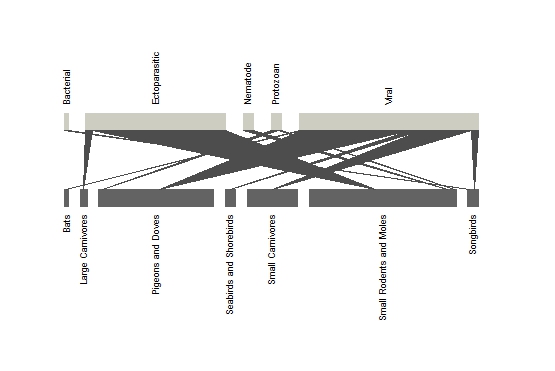 Bats
Bacterial
Large Carnivores
Pigeons and Doves
Ectoparasitic
Seabirds and Shorebirds
Nematode
Small Carnivores
Protozoan
Small Rodents and Moles
Viral
Songbirds